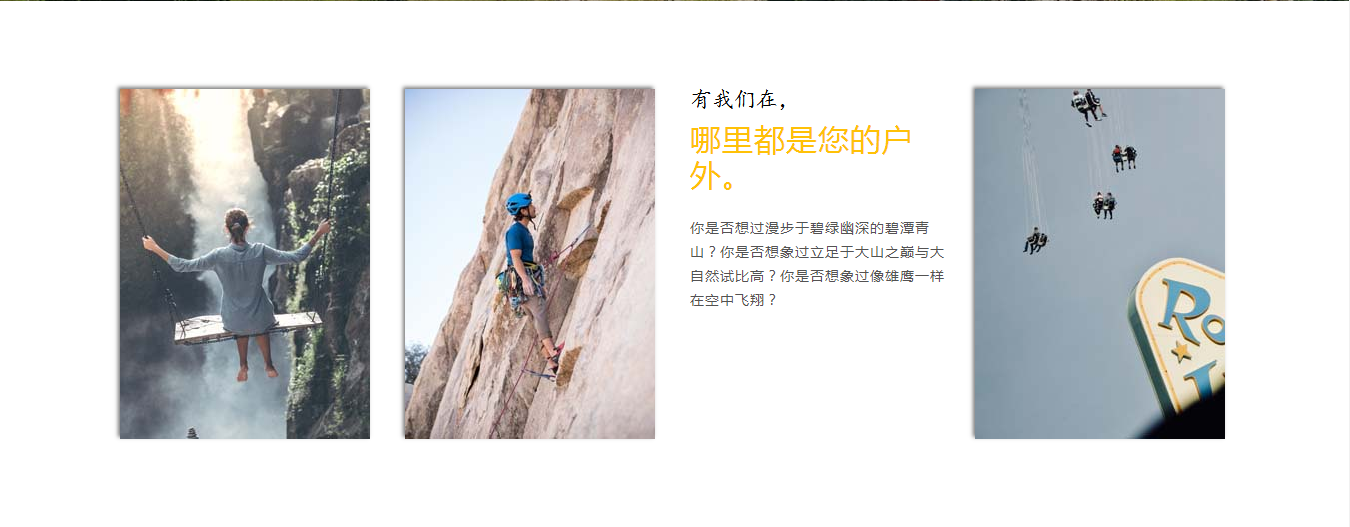 有我们在，
哪里都是您的户
外。
你是否想过漫步于碧绿幽深的碧潭青
山？你是否想象过立足于大山之巅与大
自然试比高？你是否想象过像雄鹰一样
在空中飞翔？